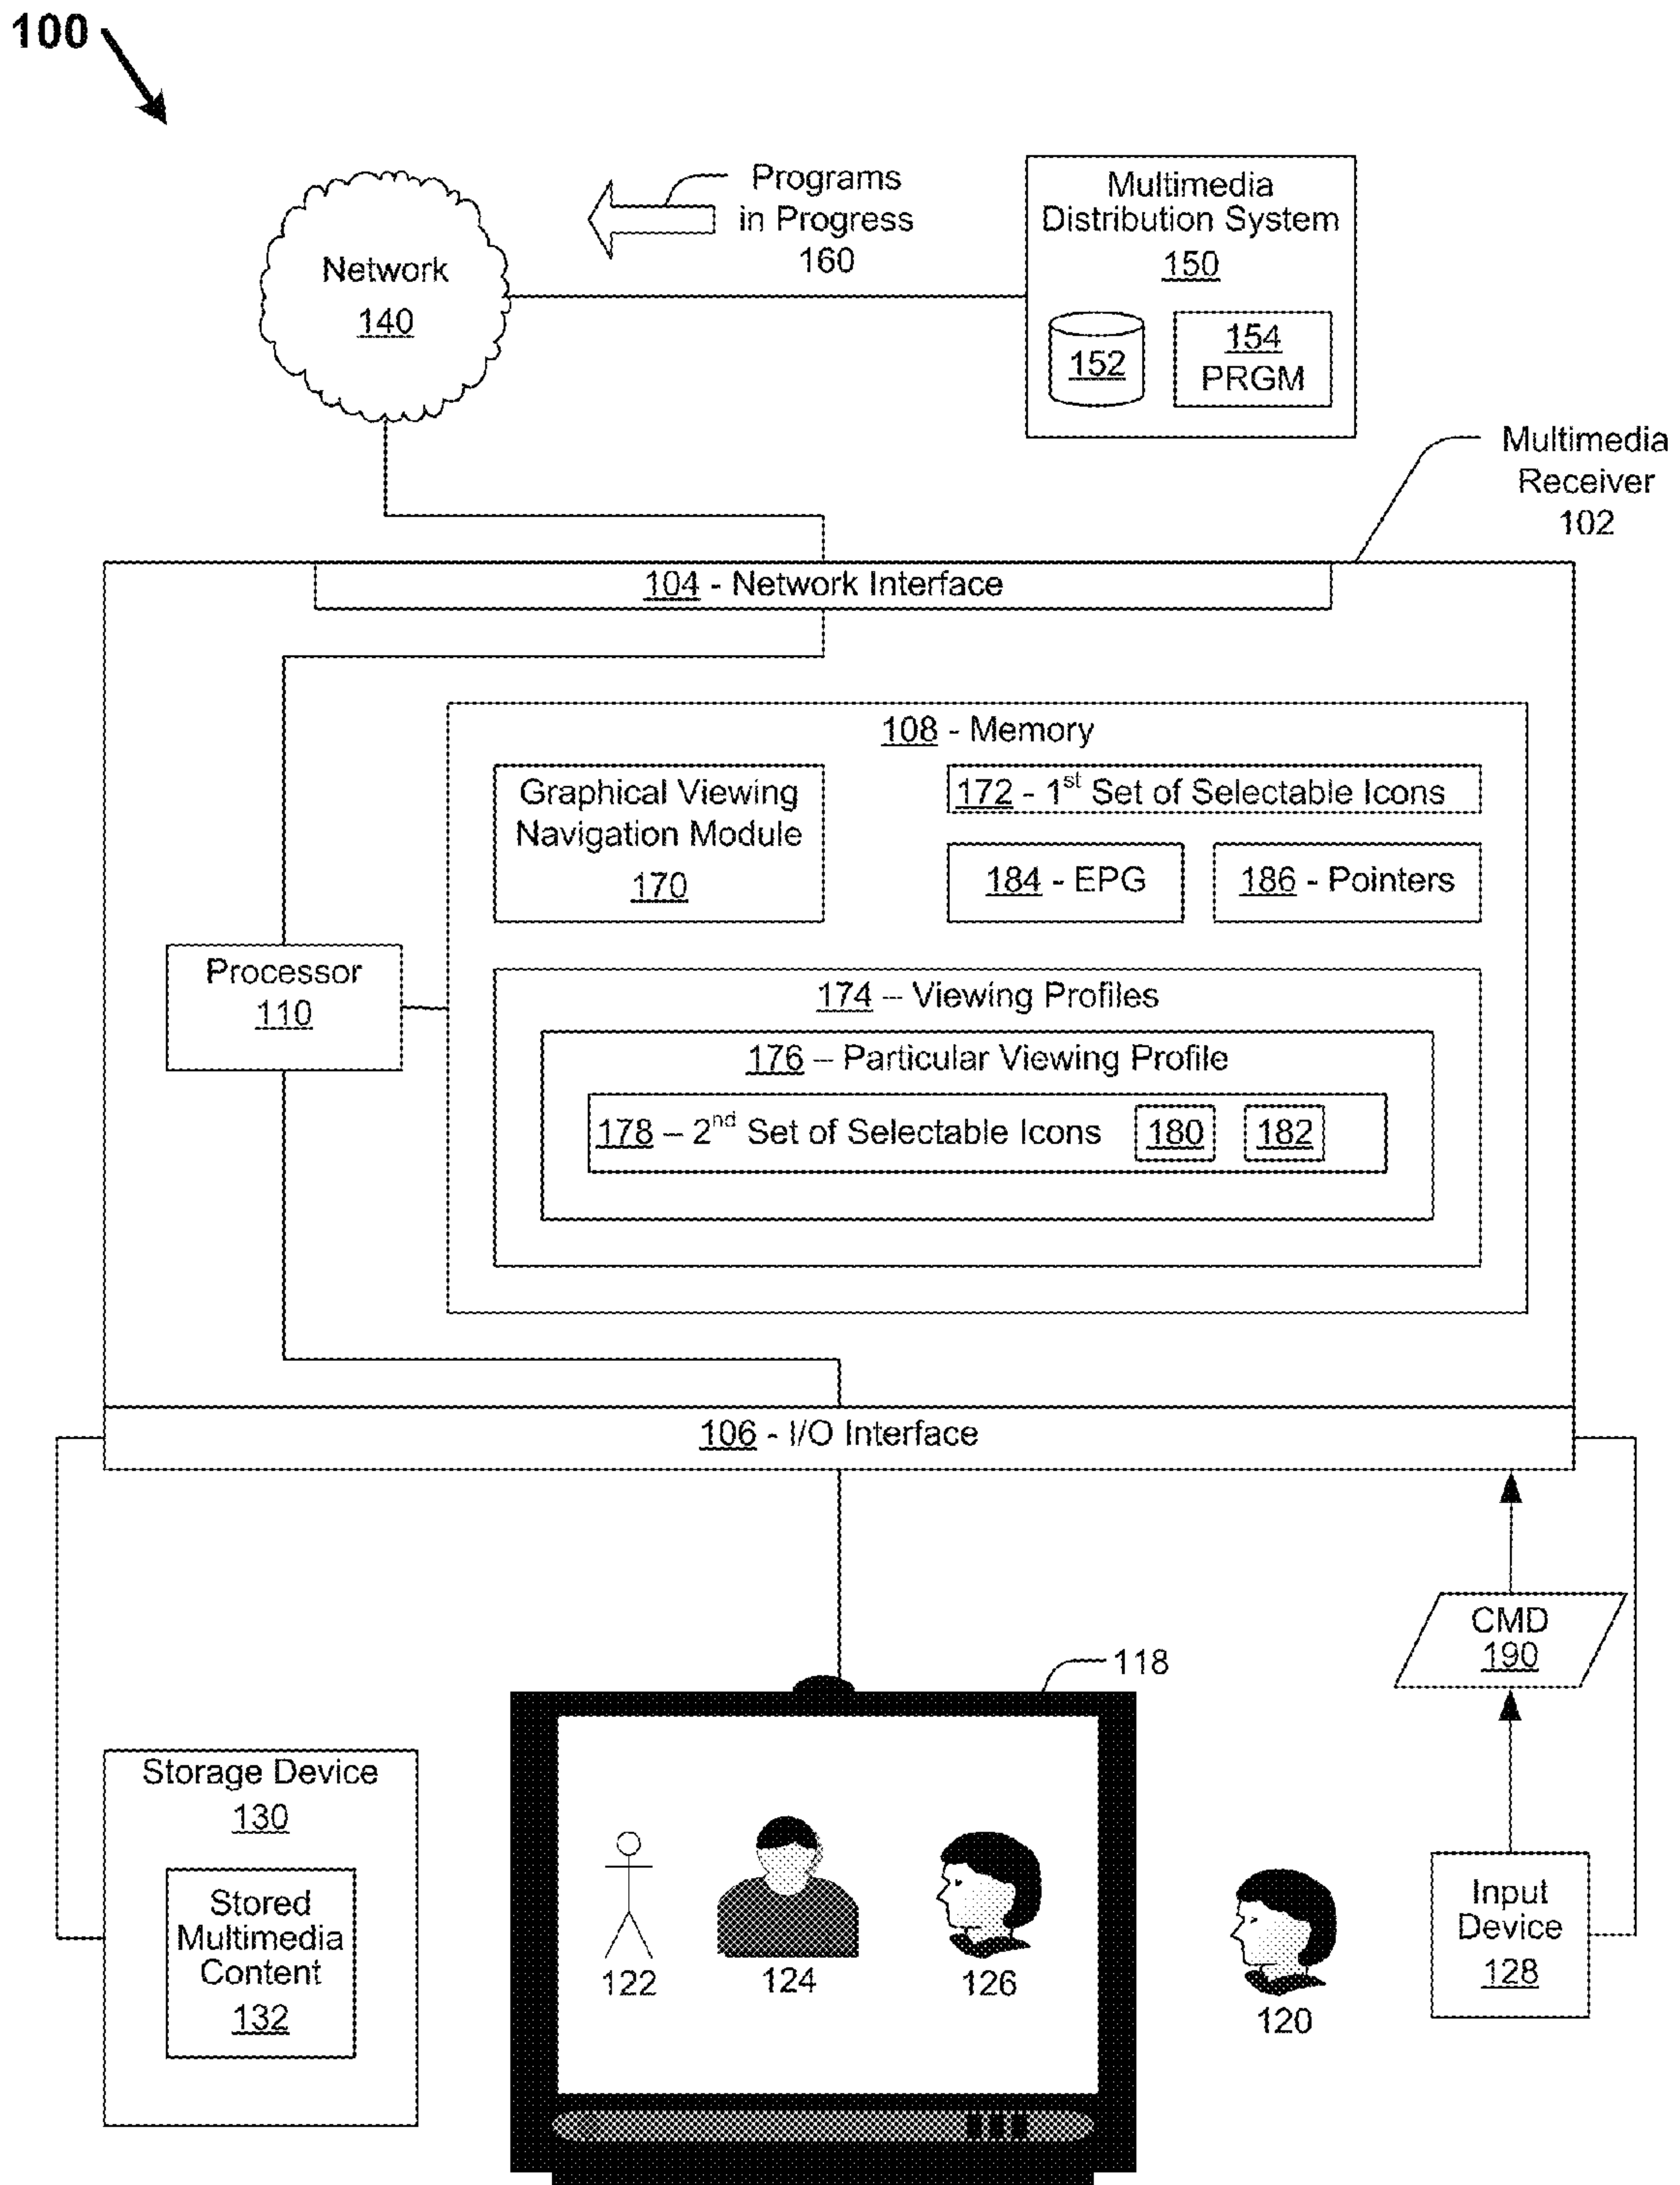 100
Programs
in Progress
160
Multimedia
Distribution System
150
152
154
PRGM
Network
140
Multimedia
Receiver
102
104 - Network Interface
108 - Memory
Graphical Viewing
Navigation Module
170
172 - 1st Set of Selectable Icons
184 - EPG
186 - Pointers
Processor
110
174 – Viewing Profiles
176 – Particular Viewing Profile
178 – 2nd Set of Selectable Icons
180
182
106 - I/O Interface
CMD
190
118
Storage Device
130
Stored
Multimedia
Content
132
122
124
126
120
Input
Device
128